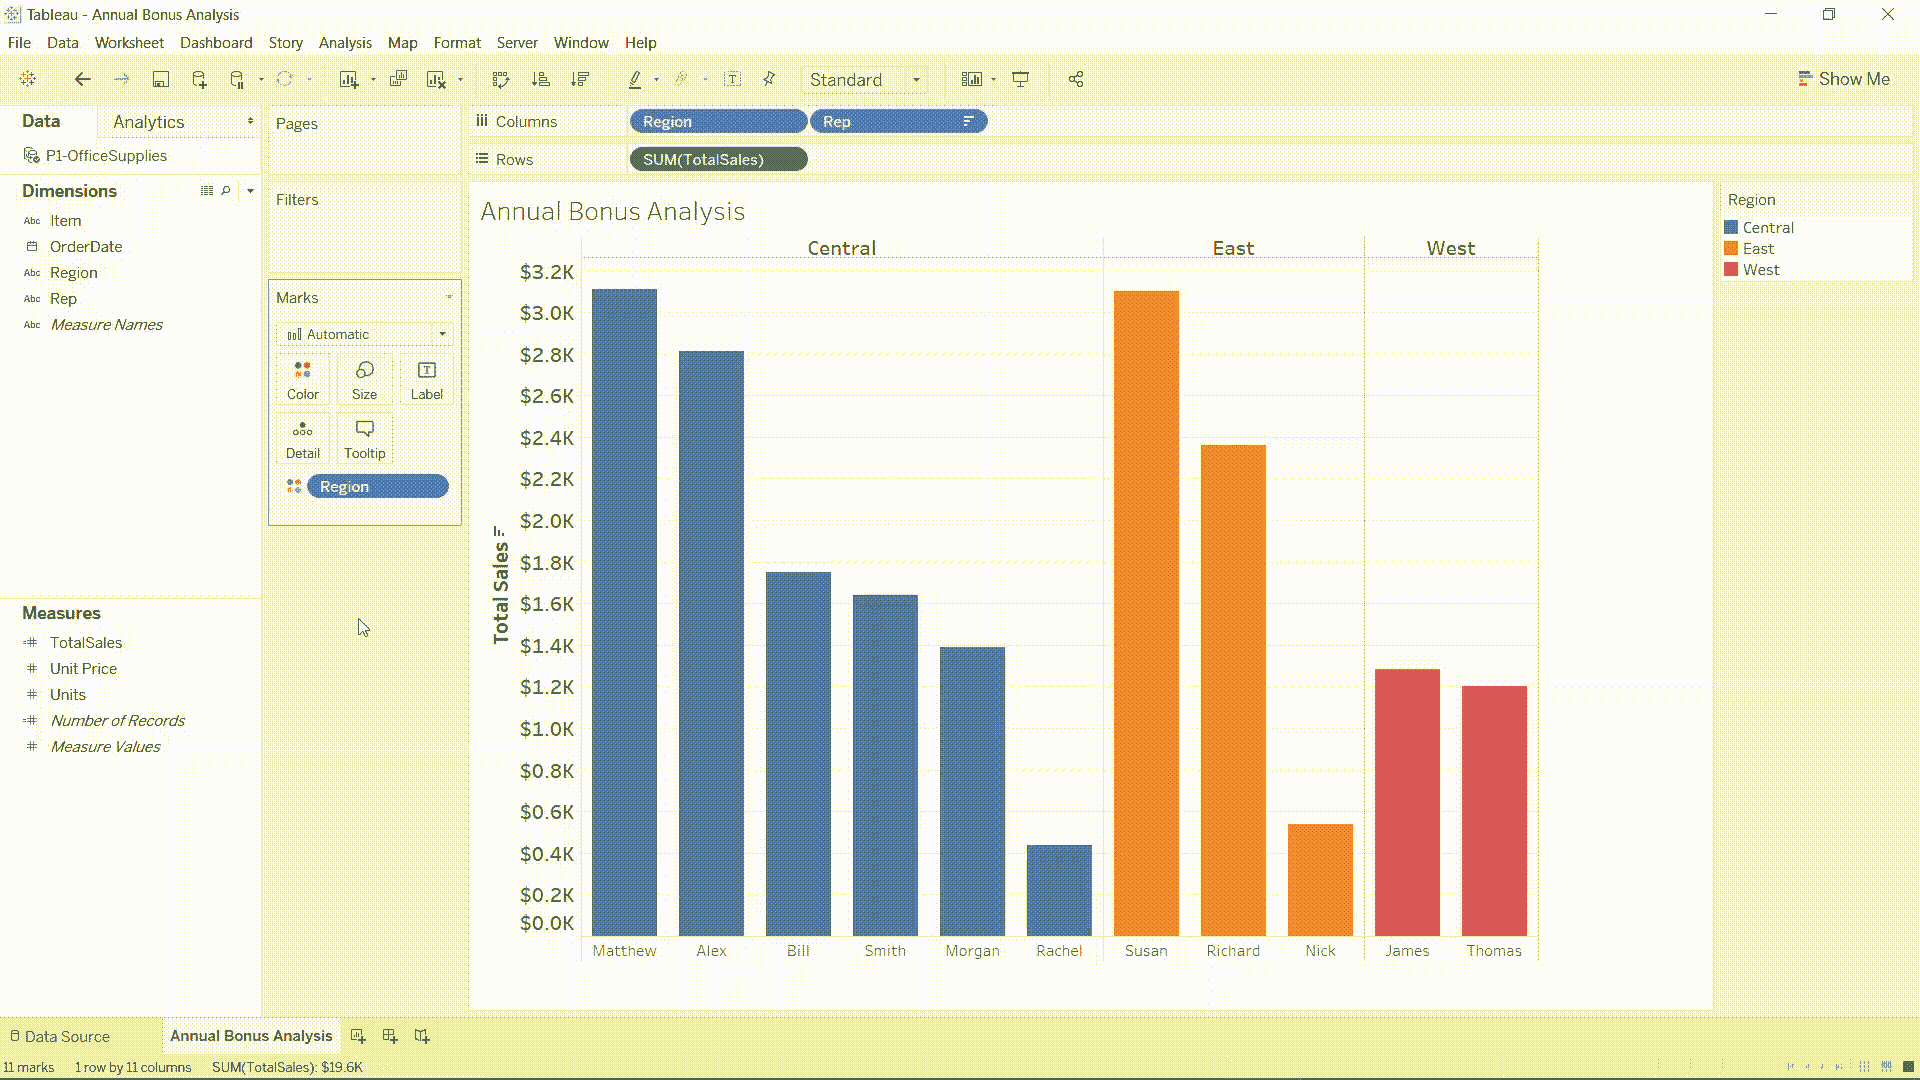 Tableau - Annual Bonus Analysis
File Data Worksheet Dashboard Story Analysis Map Format Server Window Help
Standard
Show Me
Data Analytics
P1-OfficeSupplies
Dimensions
Abc Item
OrderDate
Abc Region
Abc Rep
Abc Measure Names
Measures
=# TotalSales
# Unit Price
# Units
=# Number of Records
# Measure Values
Pages
Filters
Marks
Automatic
Color Size Label
Detail Tooltip
Region
Columns Region Rep
Rows SUM(TotalSales)
Annual Bonus Analysis
Central East West
Total Sales
$3.2K
$3.0K
$2.8K
$2.6K
$2.4K
$2.2K
$2.0K
$1.8K
$1.6K
$1.4K
$1.2K
$1.0K
$0.8K
$0.6K
$0.4K
$0.2K
$0.0K
Matthew Alex Bill Smith Morgan Rachel Susan Richard Nick James Thomas
Region
Central
East
West
Data Source Annual Bonus Analysis
11 marks 1 row by 11 columns SUM(TotalSales): $19.6K